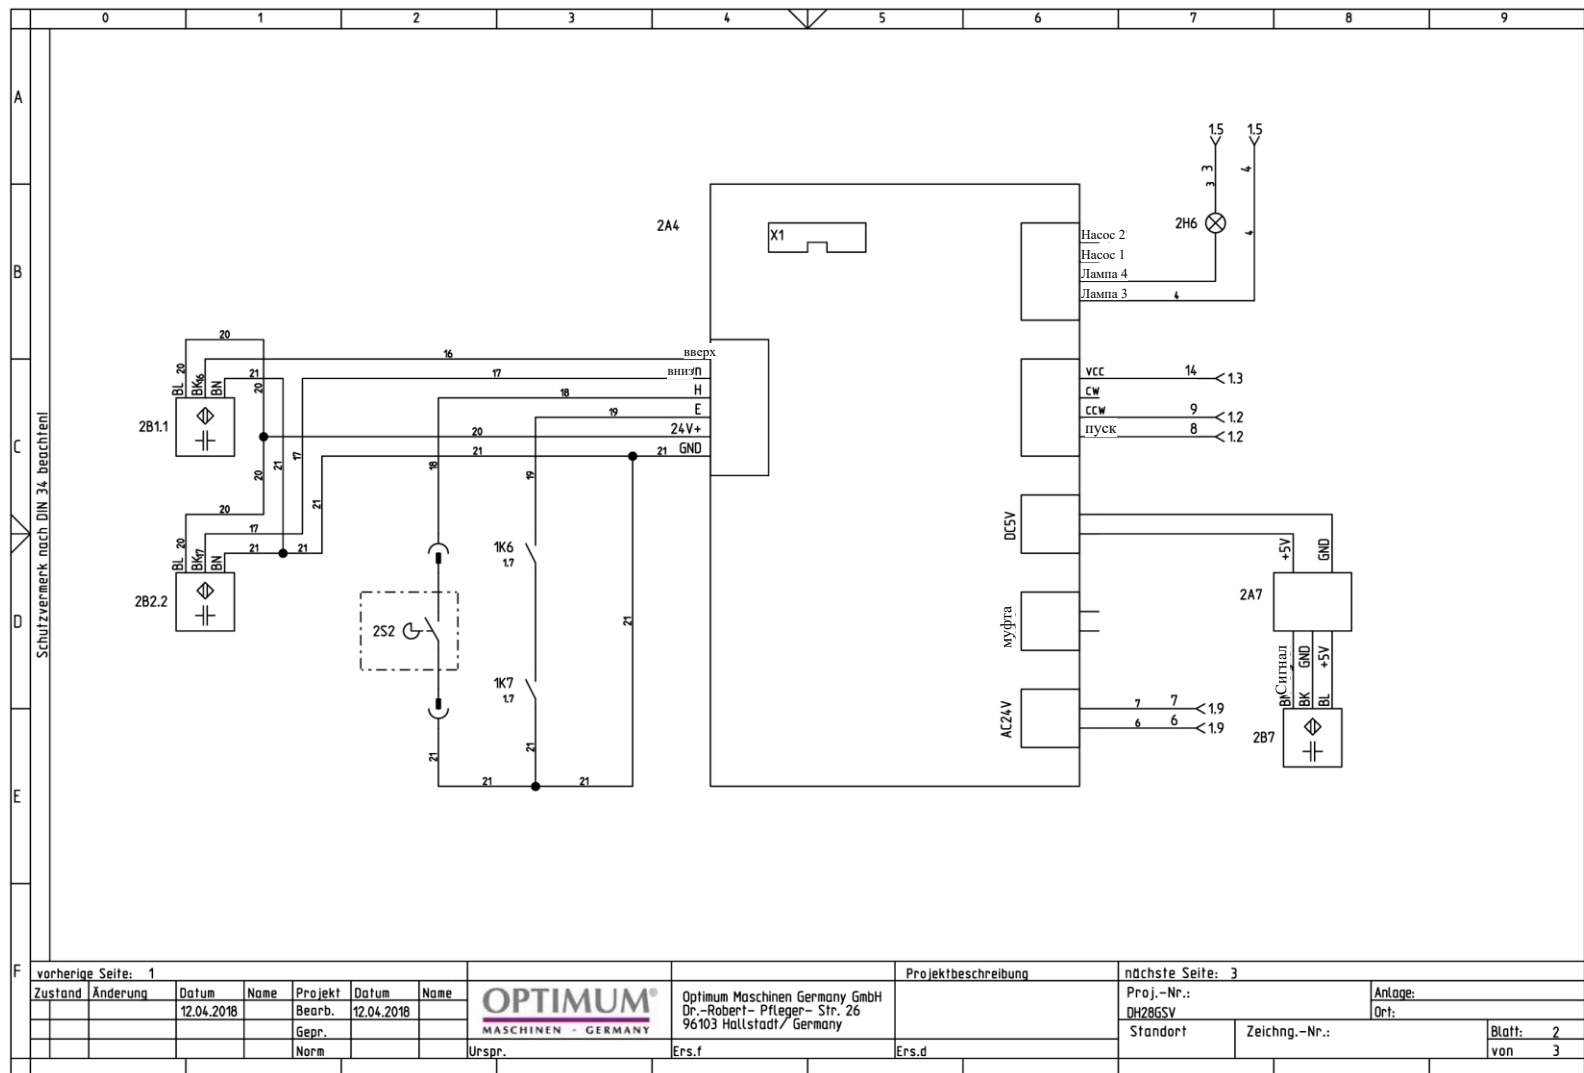 0 1 2 3 4 5 6 7 8 9
A
B
C
D
E
F
Schutzvermerk nach DIN 34 beachten!
1.5 1.5
3 4
3
2H6
4
2A4
X1
Насос 2
Насос 1
Лампа 4
Лампа 3 4
20
16 вверх
21 17 вниз
18 H
19 E
20 24V+
21 21 GND
BL 20 BK 16 BN
20
2B1.1
20
21
17
21
20
17
21 21
BL 20 BK 17 BN
2B2.2
18
19
1K6
1.7
2S2
1K7
1.7
21
21
21
21 21
VCC 14 1.3
CW
CCW 9 1.2
пуск 8 1.2
DC5V
+5V GND
2A7
муфта
Сигнал GND +5V
BK BL
2B7
AC24V
7 7 1.9
6 6 1.9
vorherige Seite: 1
Projektbeschreibung
nächste Seite: 3
Zustand Änderung Datum Name Projekt Datum Name
12.04.2018 Bearb. 12.04.2018
Gepr.
Norm
OPTIMUM®
MASCHINEN - GERMANY
Urspr.
Optimum Maschinen Germany GmbH
Dr.-Robert- Pfleger- Str. 26
96103 Hallstadt/ Germany
Ers.f
Ers.d
Proj.-Nr.:
DH28GSV
Anlage:
Ort:
Standort
Zeichng.-Nr.:
Blatt: 2
von 3